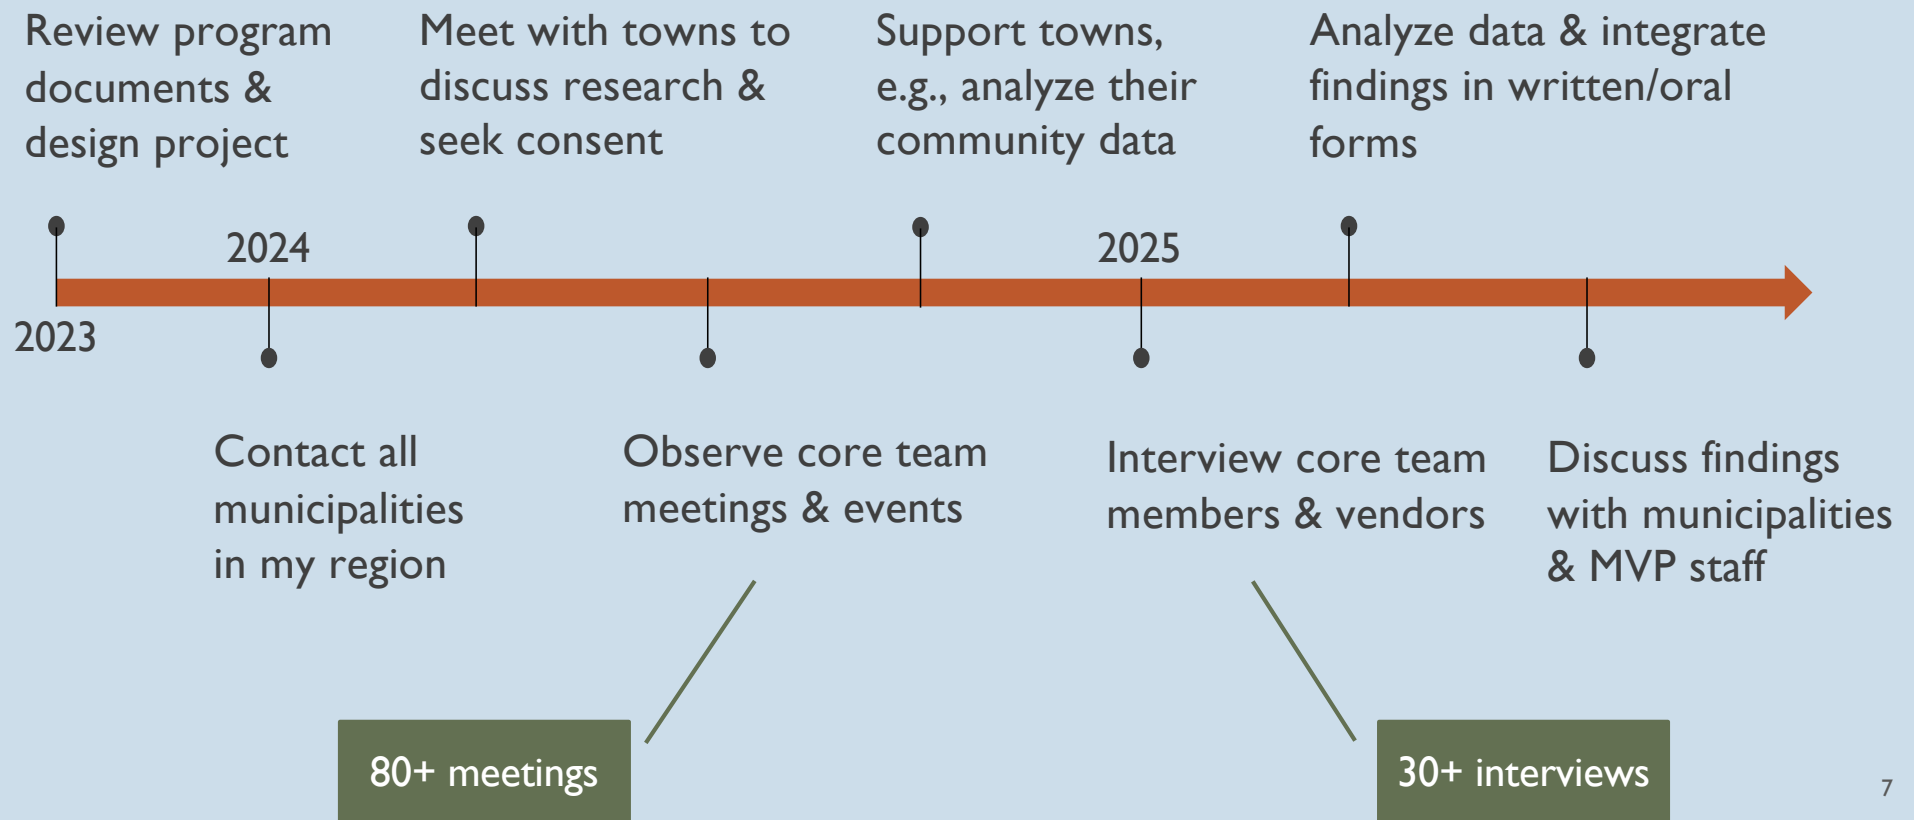 Review program
documents &
design project
Meet with towns to
discuss research &
seek consent
Support towns,
e.g., analyze their
community data
Analyze data & integrate
findings in written/oral
forms
2024
2025
2023
Contact all
municipalities
in my region
Observe core team
meetings & events
Interview core team
members & vendors
Discuss findings
with municipalities
& MVP staff
80+ meetings
30+ interviews
7